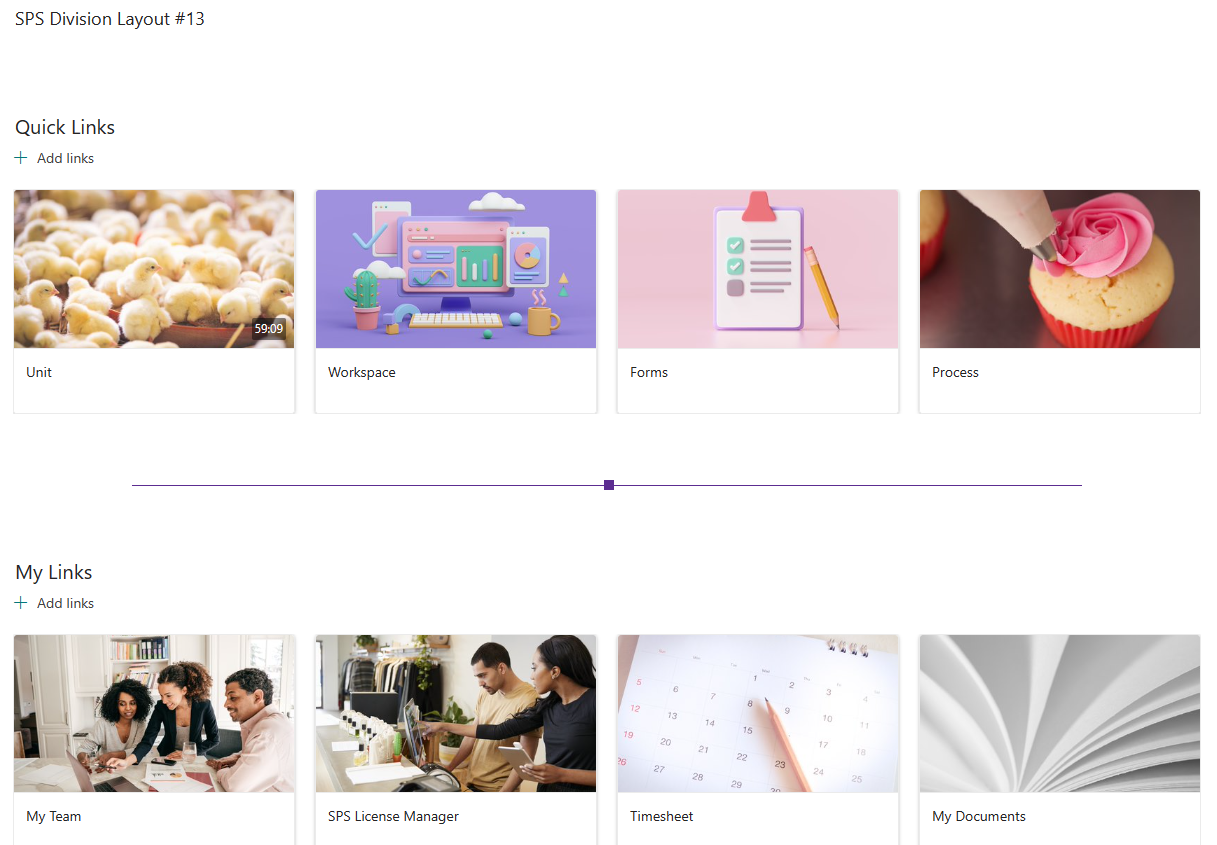 SPS Division Layout #13
Quick Links
Add links
59:09
Unit
Workspace
Forms
Process
My Links
Add links
1 2 3 4
5 6 7 8 9 10 11
12 13 14 15 17 18
19 20 21 22 23 24 25
26 27 28 29 30
My Team
SPS License Manager
Timesheet
My Documents